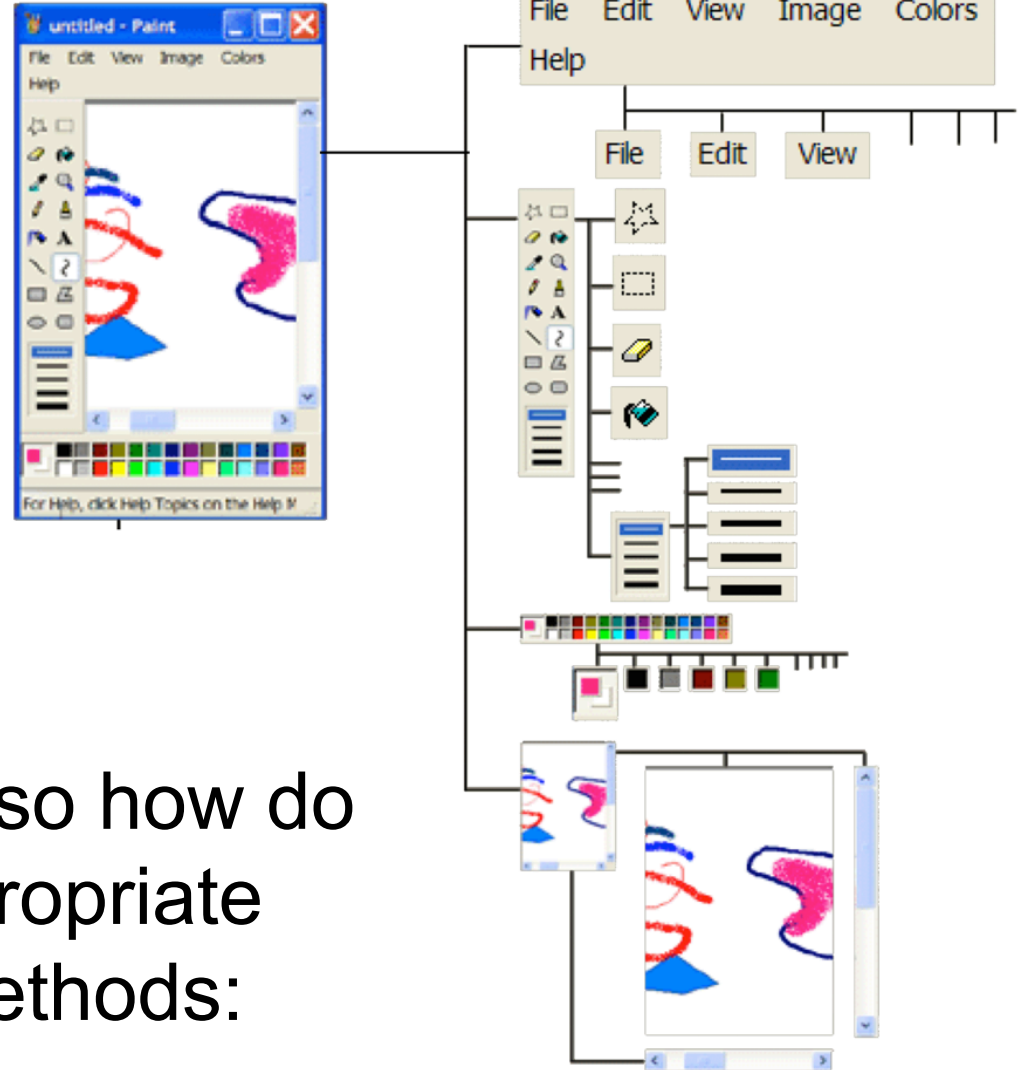 untitled - Paint
File Edit View Image Colors
Help
For Help, click Help Topics on the Help M
File Edit View Image Colors
Help
File Edit View
A
A
so how do
ropriate
ethods: